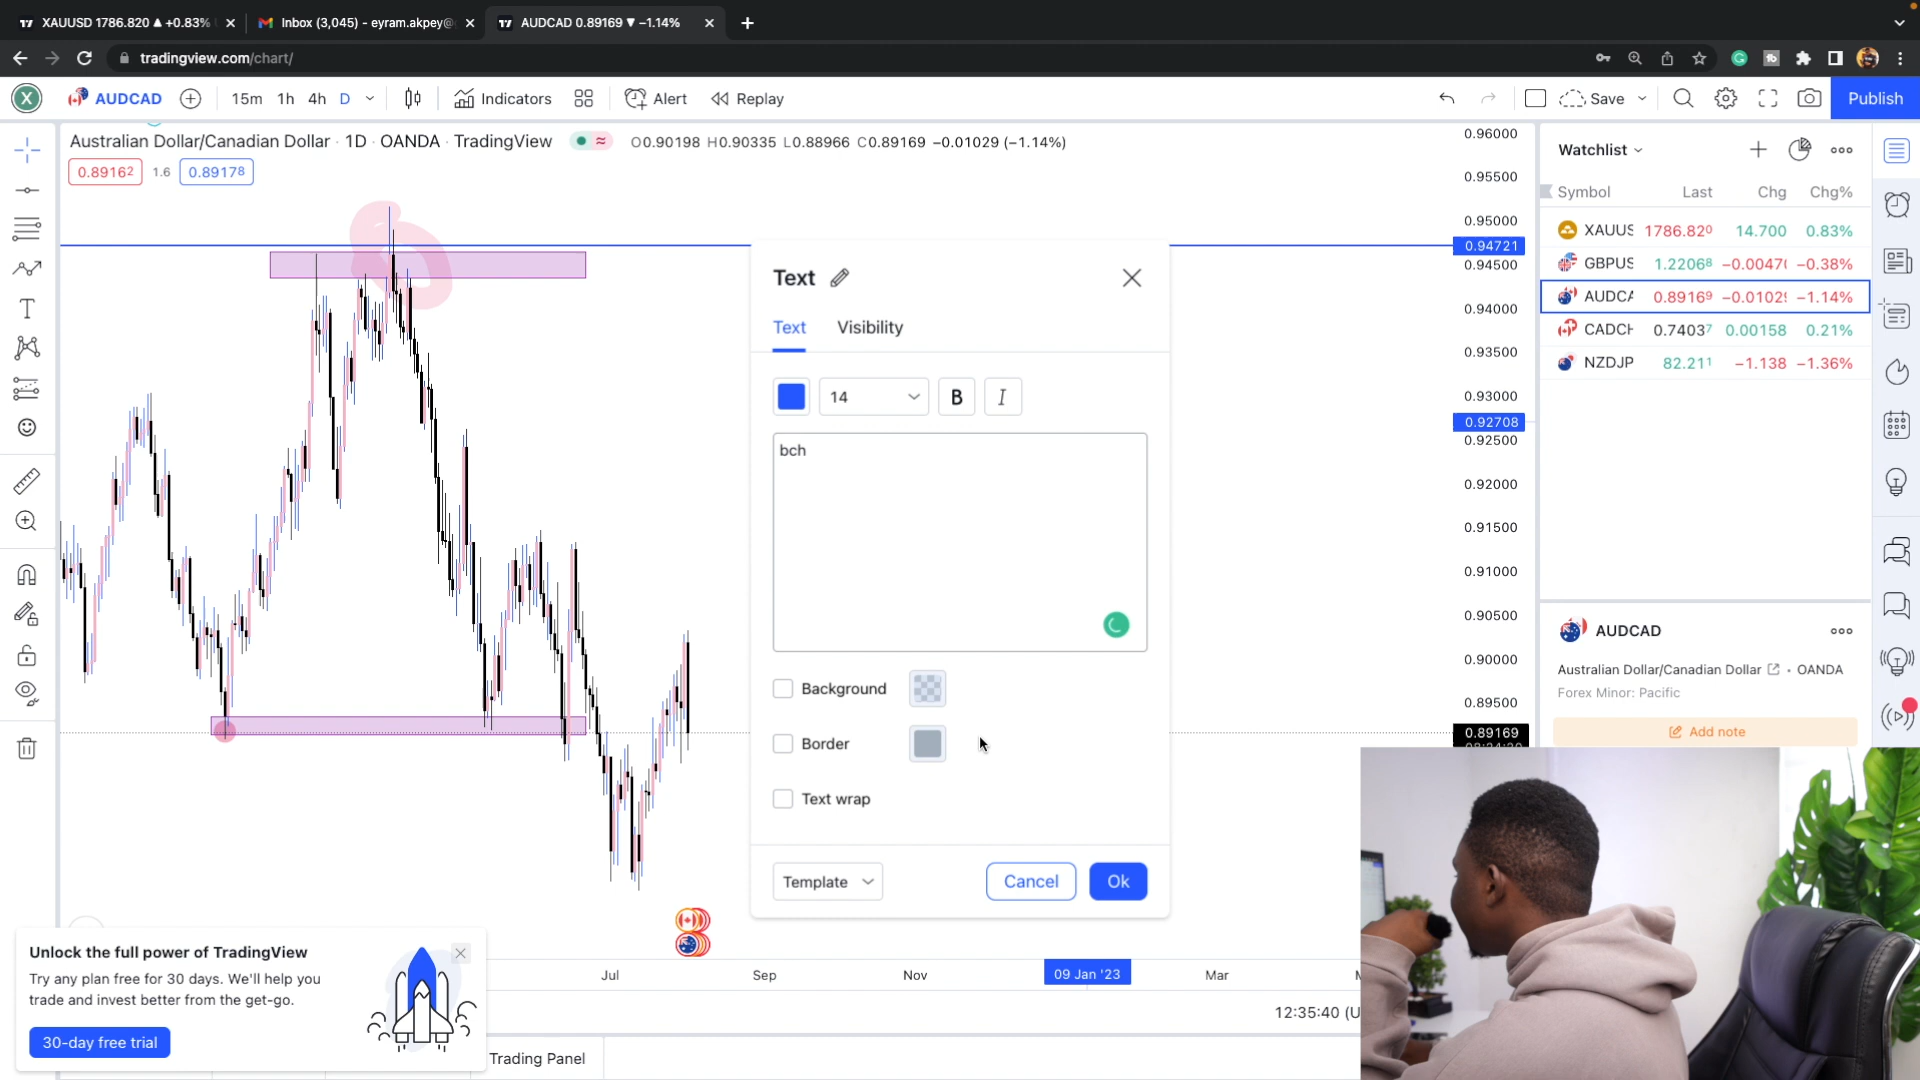 XAUUSD 1786.820 ▲ +0.83%
Inbox (3,045) - eyram.akpey@
AUDCAD 0.89169 ▼ −1.14%
tradingview.com/chart/
X
AUDCAD
15m 1h 4h D
Indicators
Alert
Replay
Save
Publish
Australian Dollar/Canadian Dollar · 1D · OANDA · TradingView
O0.90198 H0.90335 L0.88966 C0.89169 −0.01029 (−1.14%)
0.89162 1.6 0.89178
0.96000
0.95500
0.95000
0.94721
0.94500
0.94000
0.93500
0.93000
0.92708
0.92500
0.92000
0.91500
0.91000
0.90500
0.90000
0.89500
0.89169
Text
Text Visibility
14 B I
bch
Background
Border
Text wrap
Template
Cancel
Ok
Watchlist
Symbol Last Chg Chg%
XAUUS 1786.820 14.700 0.83%
GBPUS 1.22068 −0.0047 −0.38%
AUDCA 0.89169 −0.0102 −1.14%
CADCH 0.74037 0.00158 0.21%
NZDJP 82.211 −1.138 −1.36%
AUDCAD
Australian Dollar/Canadian Dollar · OANDA
Forex Minor: Pacific
Add note
Unlock the full power of TradingView
Try any plan free for 30 days. We'll help you
trade and invest better from the get-go.
30-day free trial
Jul Sep Nov 09 Jan '23 Mar
12:35:40 (U
Trading Panel